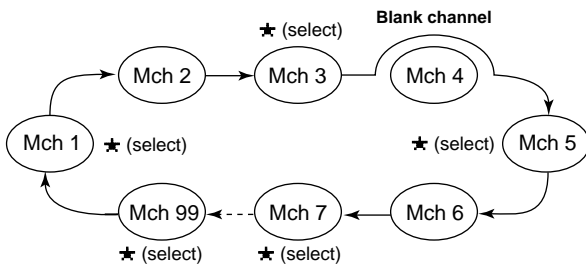 Blank channel
★ (select)
Mch 2
Mch 3
Mch 4
Mch 1
★ (select)
★ (select)
Mch 5
Mch 99
Mch 7
Mch 6
★ (select)
★ (select)